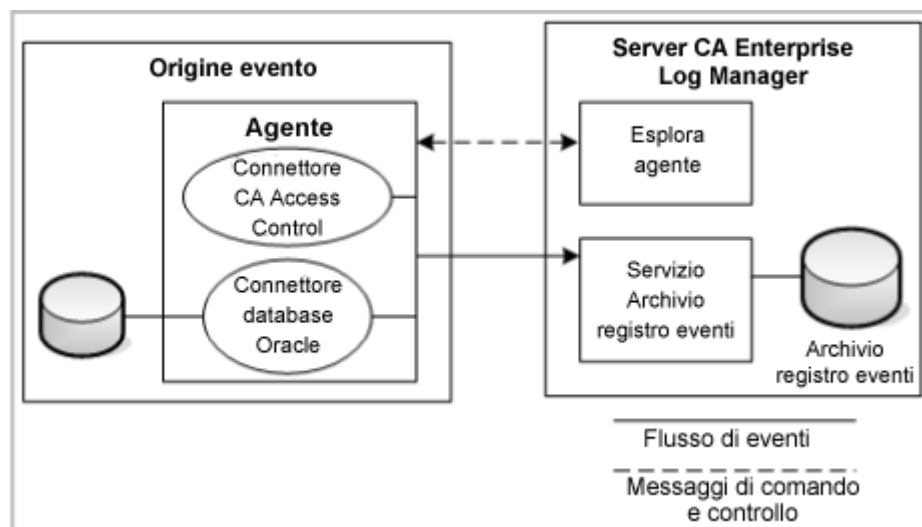 Origine evento
Agente
Connettore
CA Access
Control
Connettore
database
Oracle
Server CA Enterprise
Log Manager
Esplora
agente
Servizio
Archivio
registro eventi
Archivio
registro eventi
Flusso di eventi
Messaggi di comando
e controllo